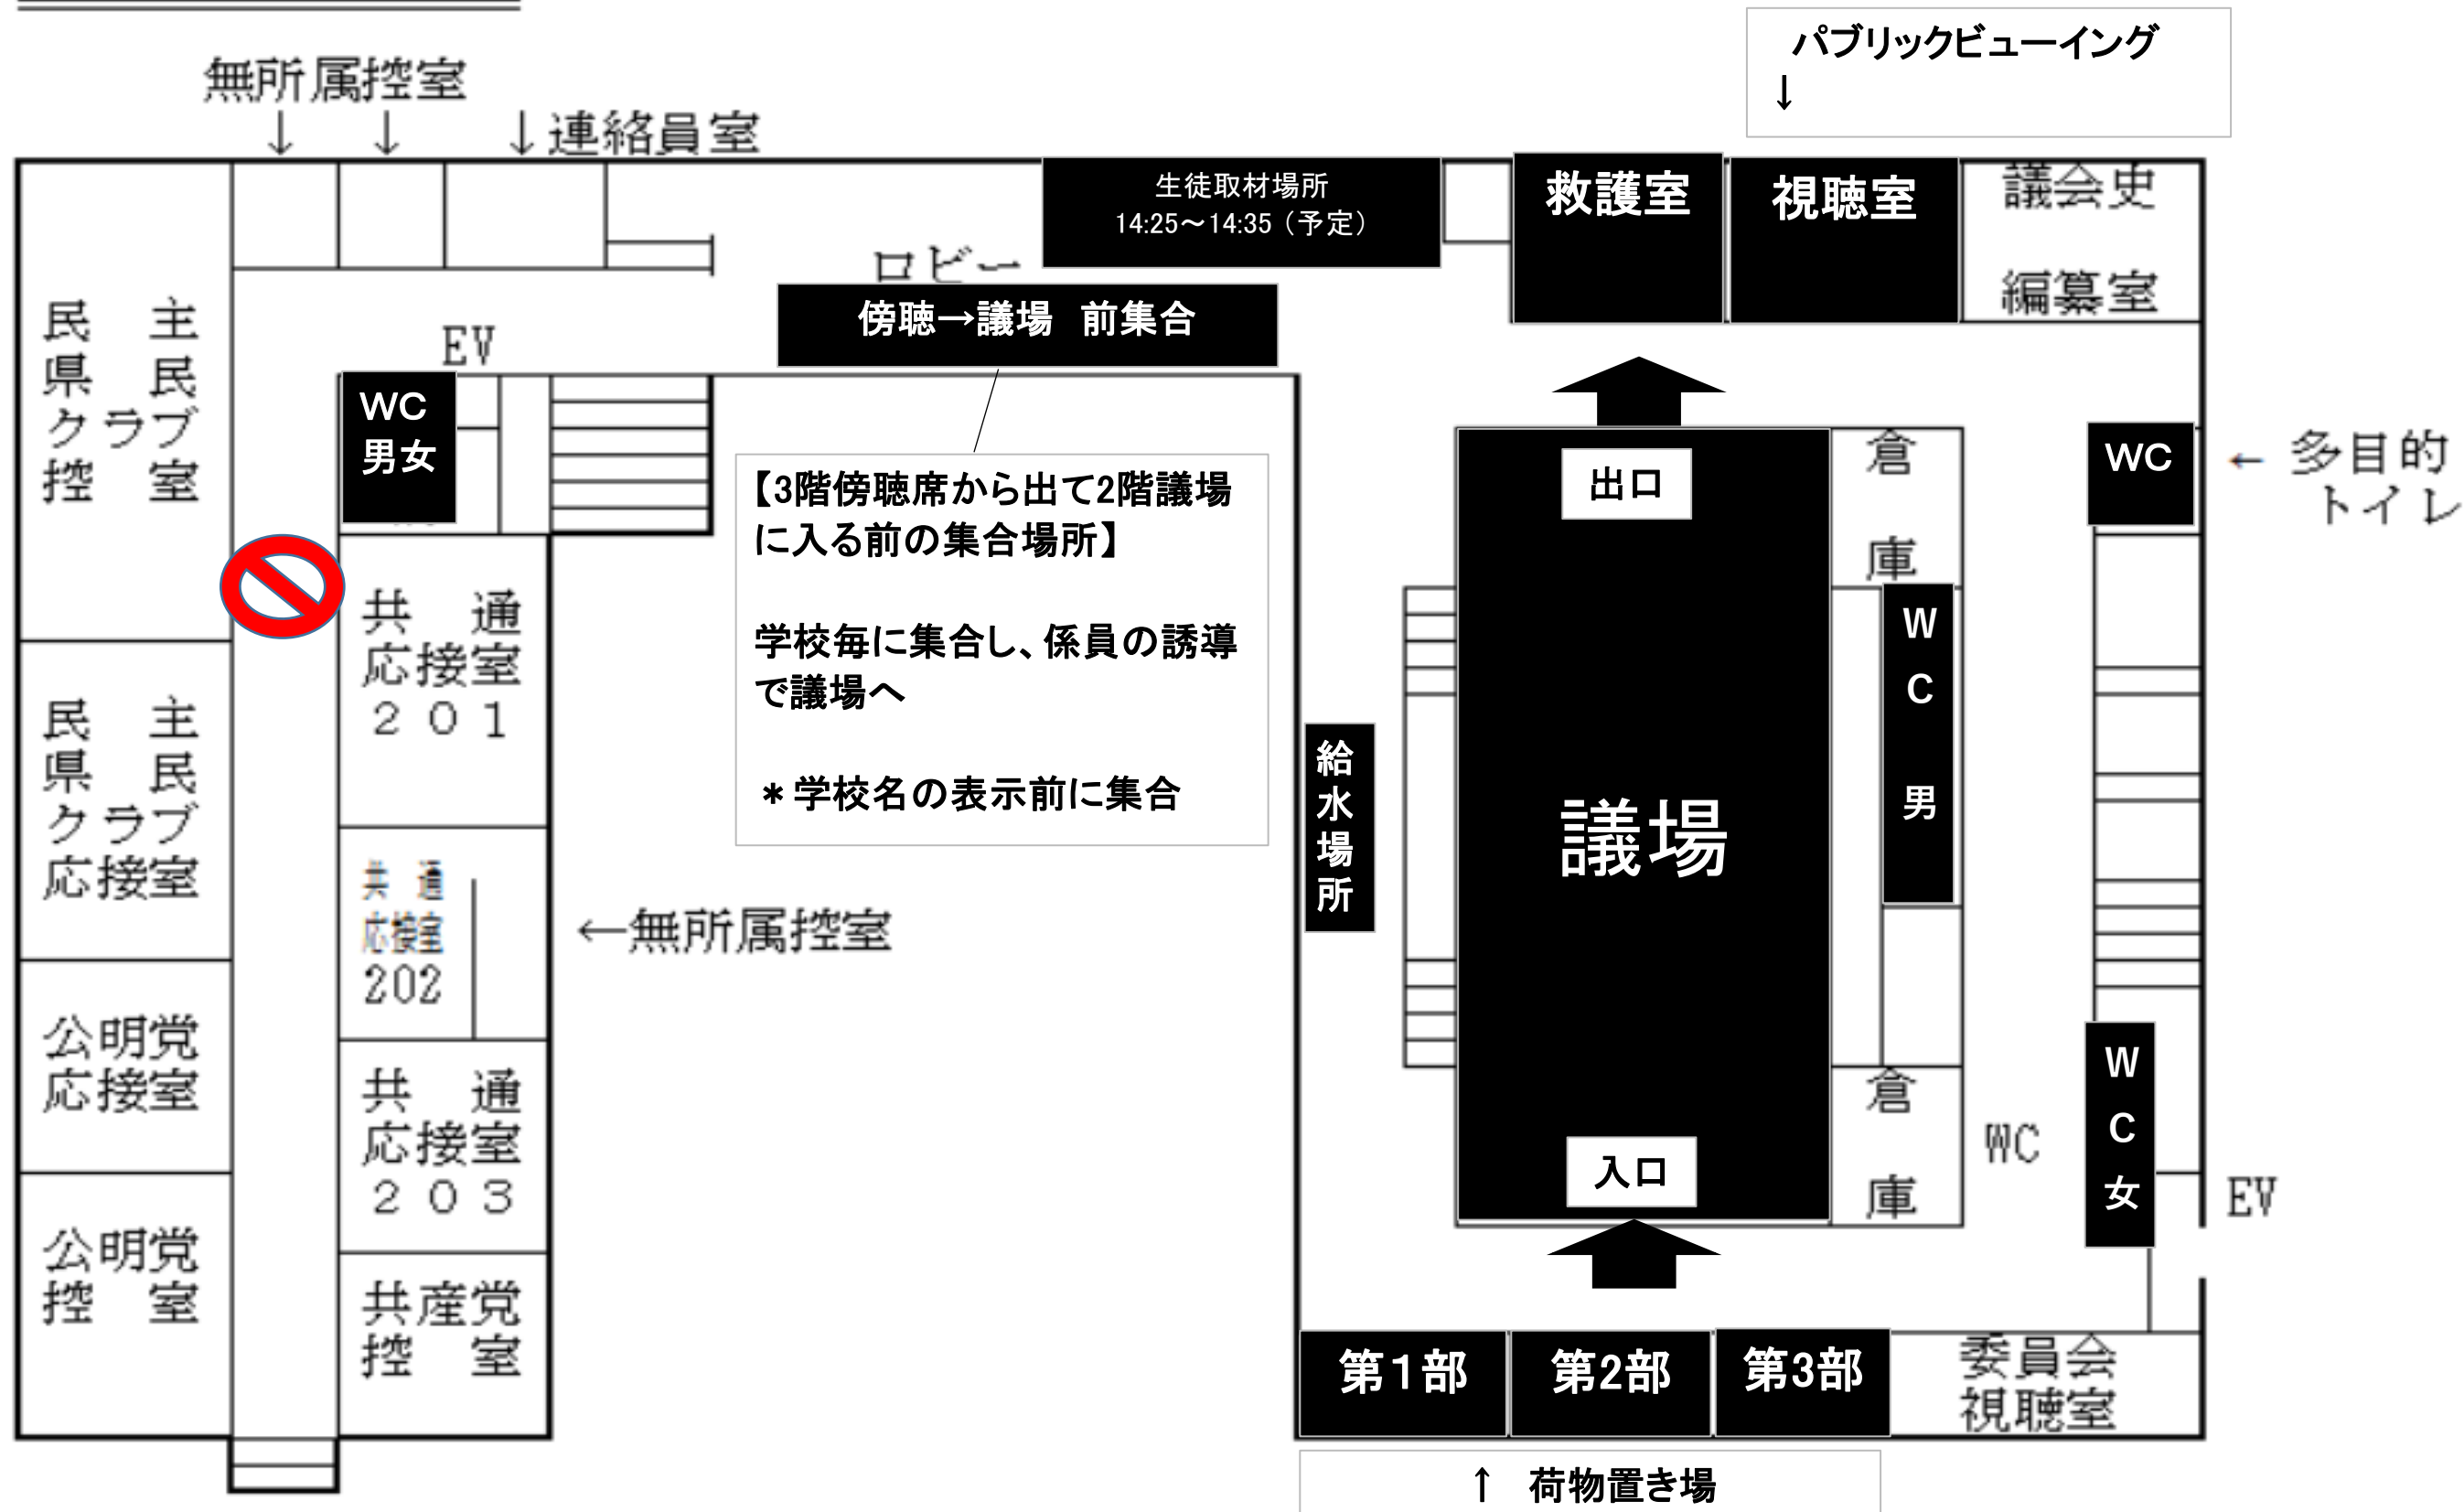 パブリックビューイング
↓
無所属控室
↓ ↓ ↓連絡員室
生徒取材場所
14:25～14:35（予定）
救護室
視聴室
議会史
編纂室
ロビー
傍聴→議場　前集合
民　主
県　民
クラブ
控　室
EV
WC
男女
【3階傍聴席から出て2階議場
に入る前の集合場所】
学校毎に集合し、係員の誘導
で議場へ
＊学校名の表示前に集合
出口
倉
庫
WC
← 多目的
トイレ
共　通
応接室
２０１
W
C
男
民　主
県　民
クラブ
応接室
給
水
場
所
議場
共　通
応接室
202
←無所属控室
公明党
応接室
共　通
応接室
２０３
入口
倉
庫
WC
W
C
女
EV
公明党
控　室
共産党
控　室
第１部
第2部
第3部
委員会
視聴室
↑　荷物置き場